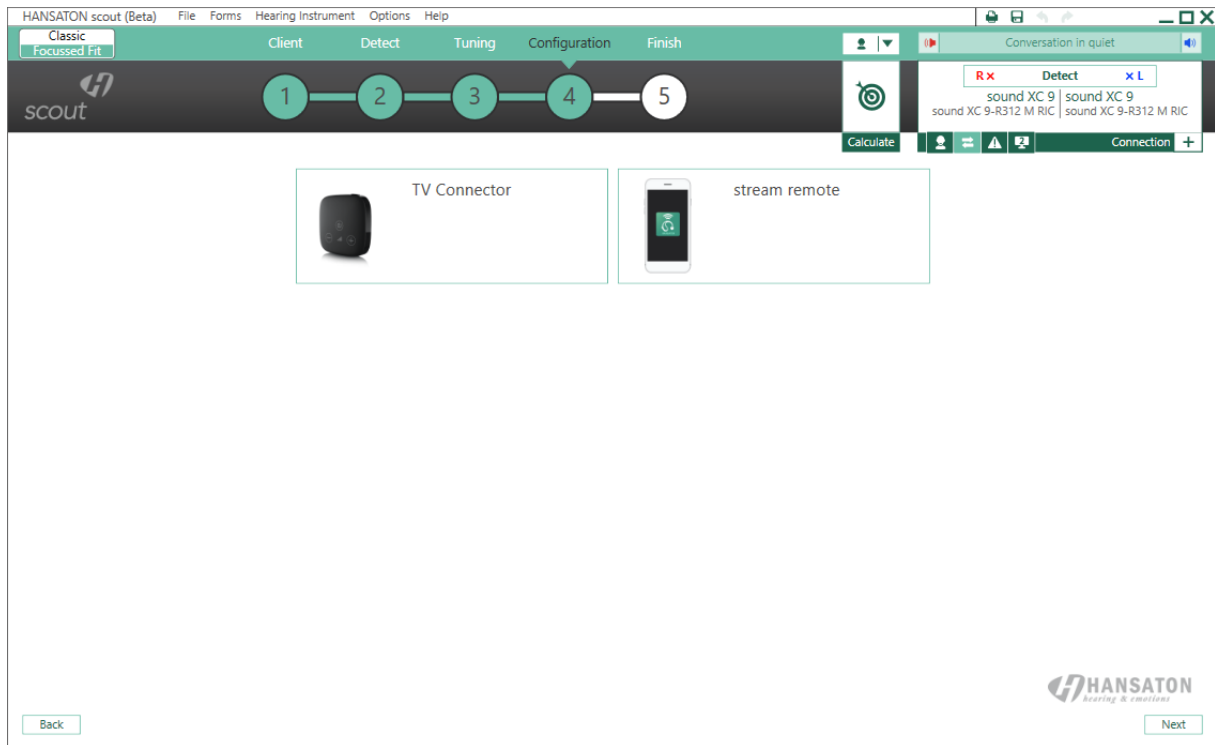 HANSATON scout (Beta) File Forms Hearing Instrument Options Help
Classic
Focussed Fit
Client Detect Tuning Configuration Finish
Conversation in quiet
scout
1 2 3 4 5
R × Detect × L
sound XC 9 | sound XC 9
sound XC 9-R312 M RIC | sound XC 9-R312 M RIC
Calculate
2
Connection +
TV Connector
stream remote
HANSATON
hearing & emotions
Back
Next